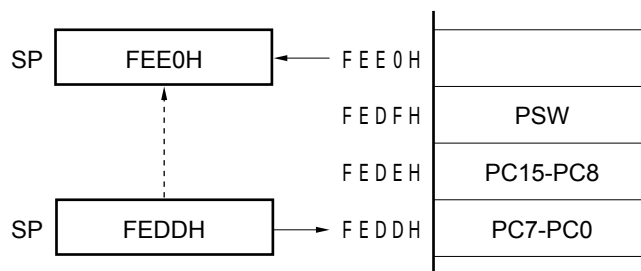 SP FEE0H FEE0H
FEDFH PSW
FEDEH PC15-PC8
SP FEDDH FEDDH PC7-PC0